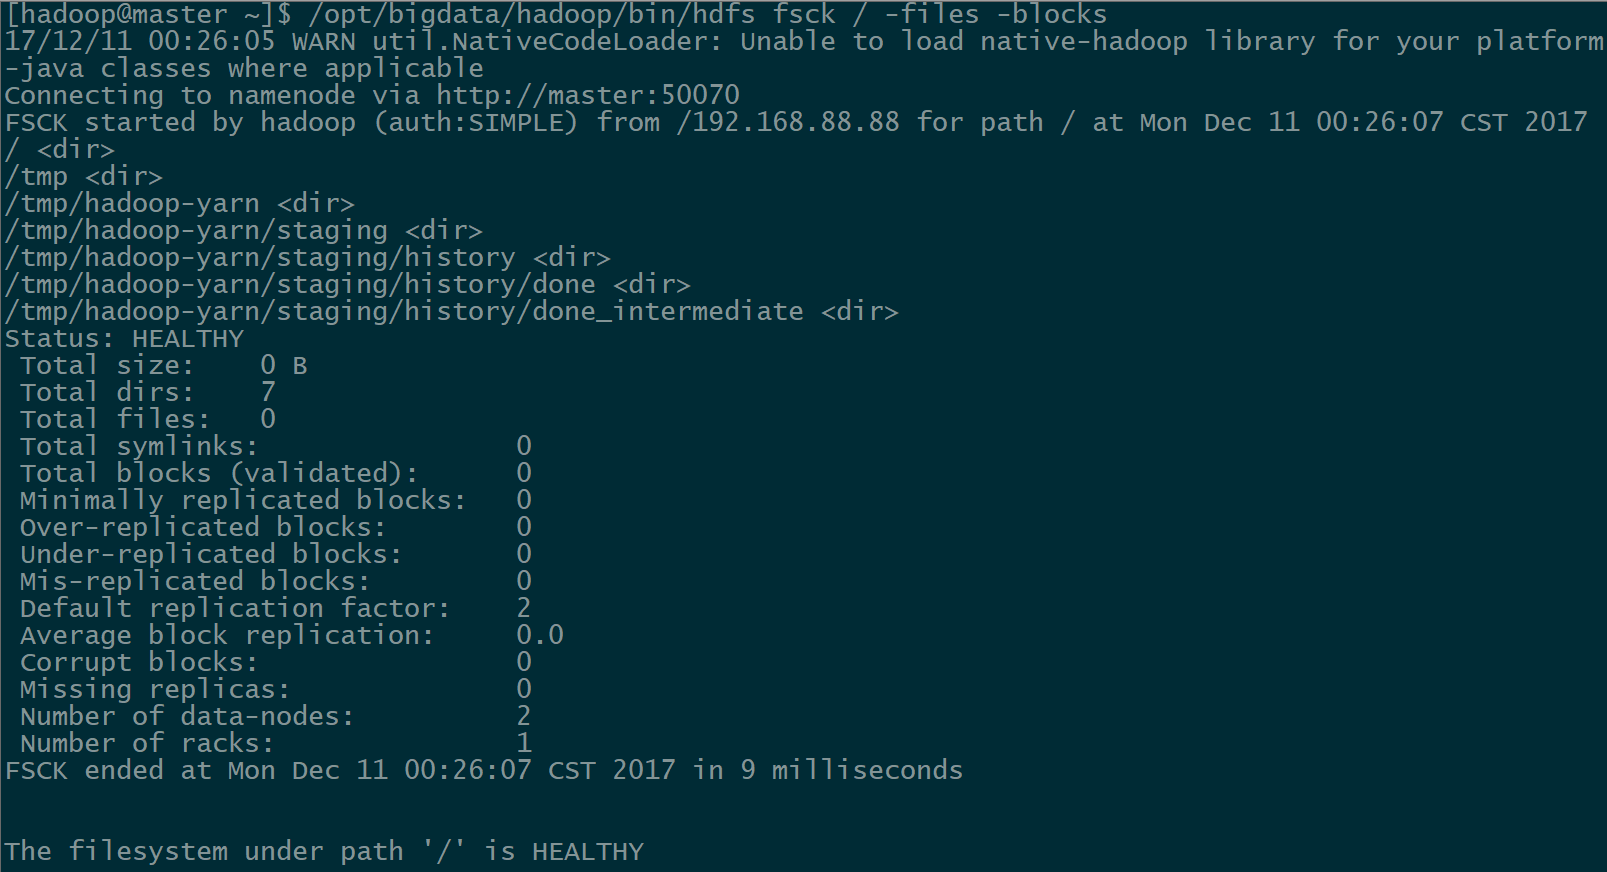 [hadoop@master ~]$ /opt/bigdata/hadoop/bin/hdfs fsck / -files -blocks
17/12/11 00:26:05 WARN util.NativeCodeLoader: Unable to load native-hadoop library for your platform
-java classes where applicable
Connecting to namenode via http://master:50070
FSCK started by hadoop (auth:SIMPLE) from /192.168.88.88 for path / at Mon Dec 11 00:26:07 CST 2017
/ <dir>
/tmp <dir>
/tmp/hadoop-yarn <dir>
/tmp/hadoop-yarn/staging <dir>
/tmp/hadoop-yarn/staging/history <dir>
/tmp/hadoop-yarn/staging/history/done <dir>
/tmp/hadoop-yarn/staging/history/done_intermediate <dir>
Status: HEALTHY
 Total size:    0 B
 Total dirs:    7
 Total files:   0
 Total symlinks:                0
 Total blocks (validated):      0
 Minimally replicated blocks:   0
 Over-replicated blocks:        0
 Under-replicated blocks:       0
 Mis-replicated blocks:         0
 Default replication factor:    2
 Average block replication:     0.0
 Corrupt blocks:                0
 Missing replicas:              0
 Number of data-nodes:          2
 Number of racks:               1
FSCK ended at Mon Dec 11 00:26:07 CST 2017 in 9 milliseconds
The filesystem under path '/' is HEALTHY